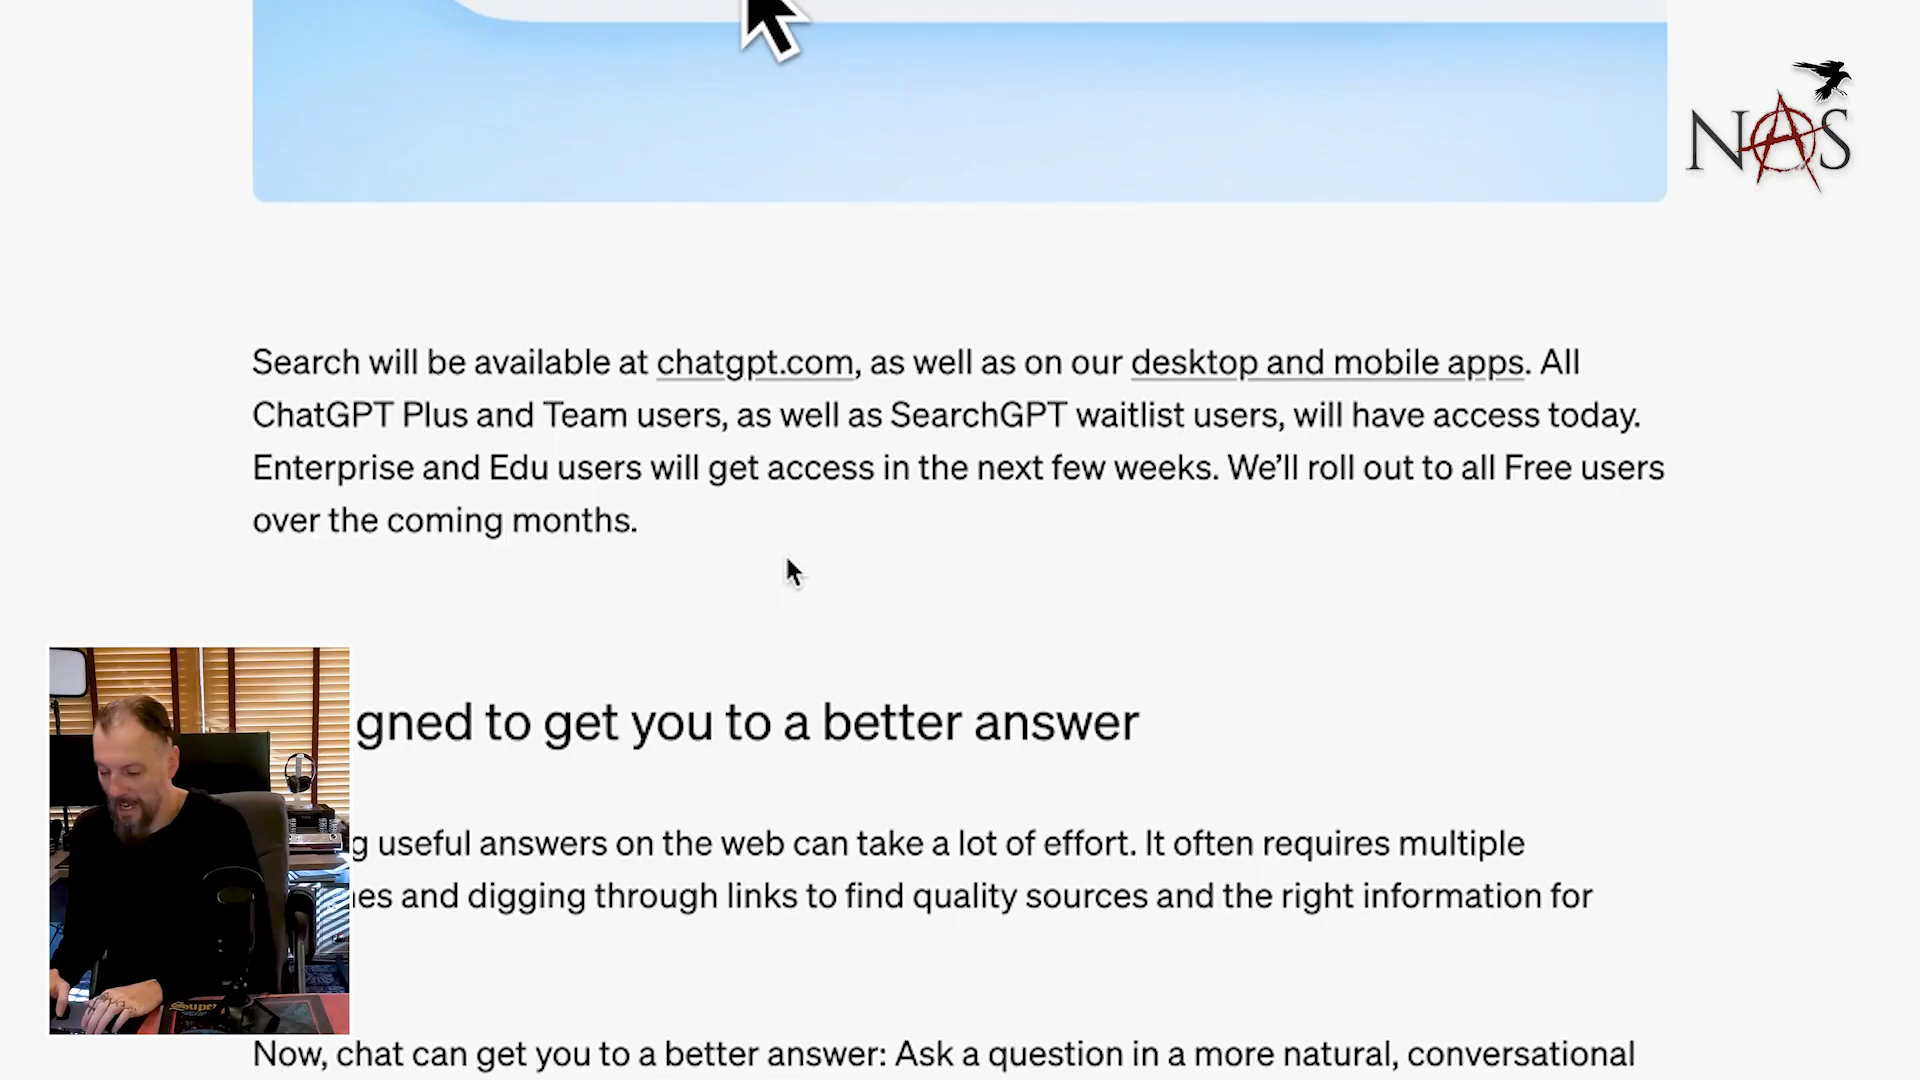 NAS
Search will be available at chatgpt.com, as well as on our desktop and mobile apps. All
ChatGPT Plus and Team users, as well as SearchGPT waitlist users, will have access today.
Enterprise and Edu users will get access in the next few weeks. We’ll roll out to all Free users
over the coming months.
gned to get you to a better answer
g useful answers on the web can take a lot of effort. It often requires multiple
es and digging through links to find quality sources and the right information for
Super
Now, chat can get you to a better answer: Ask a question in a more natural, conversational